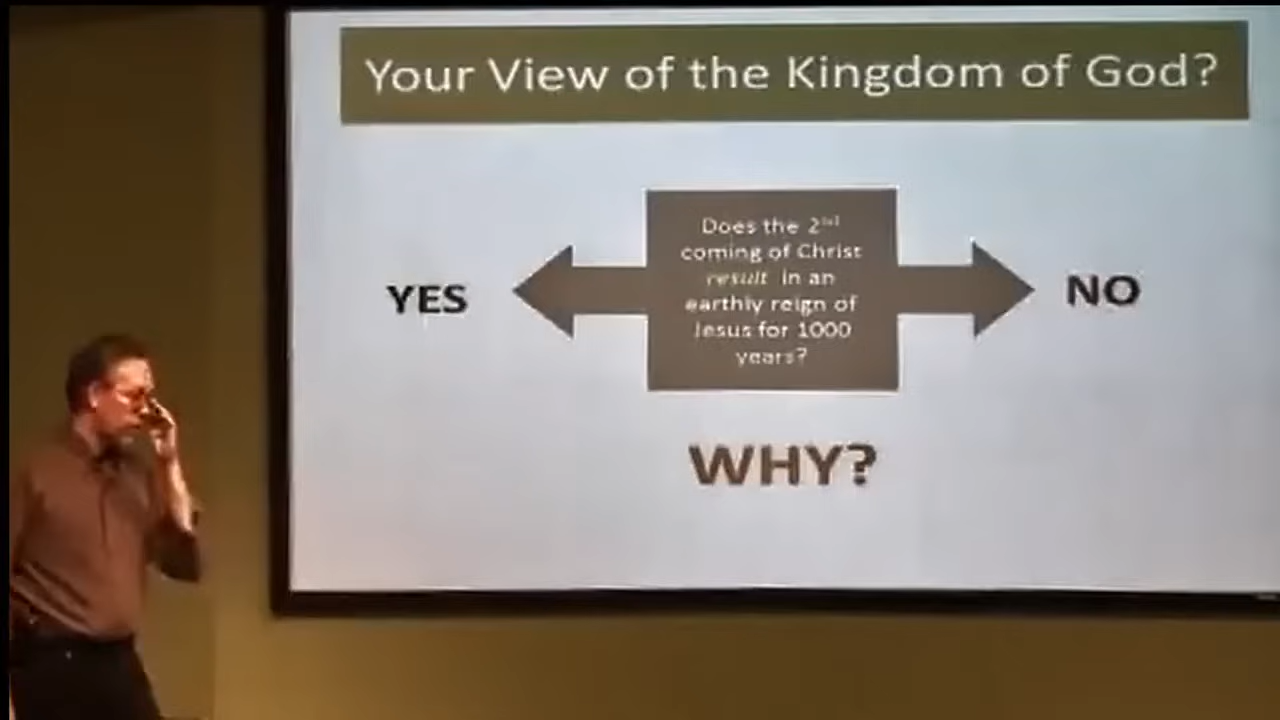 Your View of the Kingdom of God?
Does the 2nd
coming of Christ
result in an
earthly reign of
Jesus for 1000
years?
YES
NO
WHY?